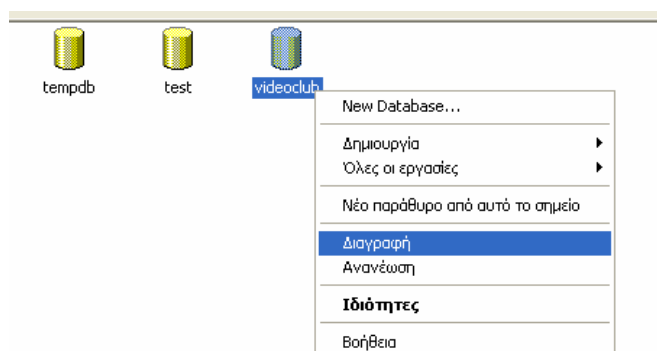 tempdb test videoclub
New Database...
Δημιουργία
Όλες οι εργασίες
Νέο παράθυρο από αυτό το σημείο
Διαγραφή
Ανανέωση
Ιδιότητες
Βοήθεια